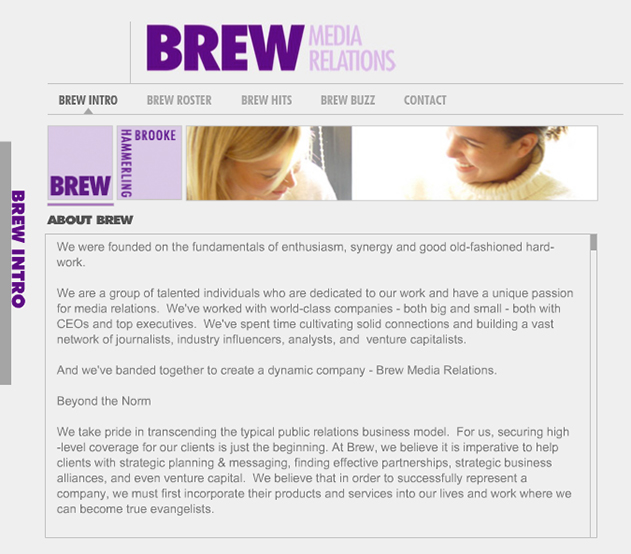 BREW MEDIA
RELATIONS
BREW INTRO BREW ROSTER BREW HITS BREW BUZZ CONTACT
BREW
HAMMERLING
BROOKE
BREW INTRO
ABOUT BREW
We were founded on the fundamentals of enthusiasm, synergy and good old-fashioned hard-
work.
We are a group of talented individuals who are dedicated to our work and have a unique passion
for media relations.  We've worked with world-class companies - both big and small - both with
CEOs and top executives.  We've spent time cultivating solid connections and building a vast
network of journalists, industry influencers, analysts, and  venture capitalists.
And we've banded together to create a dynamic company - Brew Media Relations.
Beyond the Norm
We take pride in transcending the typical public relations business model.  For us, securing high
-level coverage for our clients is just the beginning. At Brew, we believe it is imperative to help
clients with strategic planning & messaging, finding effective partnerships, strategic business
alliances, and even venture capital.  We believe that in order to successfully represent a
company, we must first incorporate their products and services into our lives and work where we
can become true evangelists.